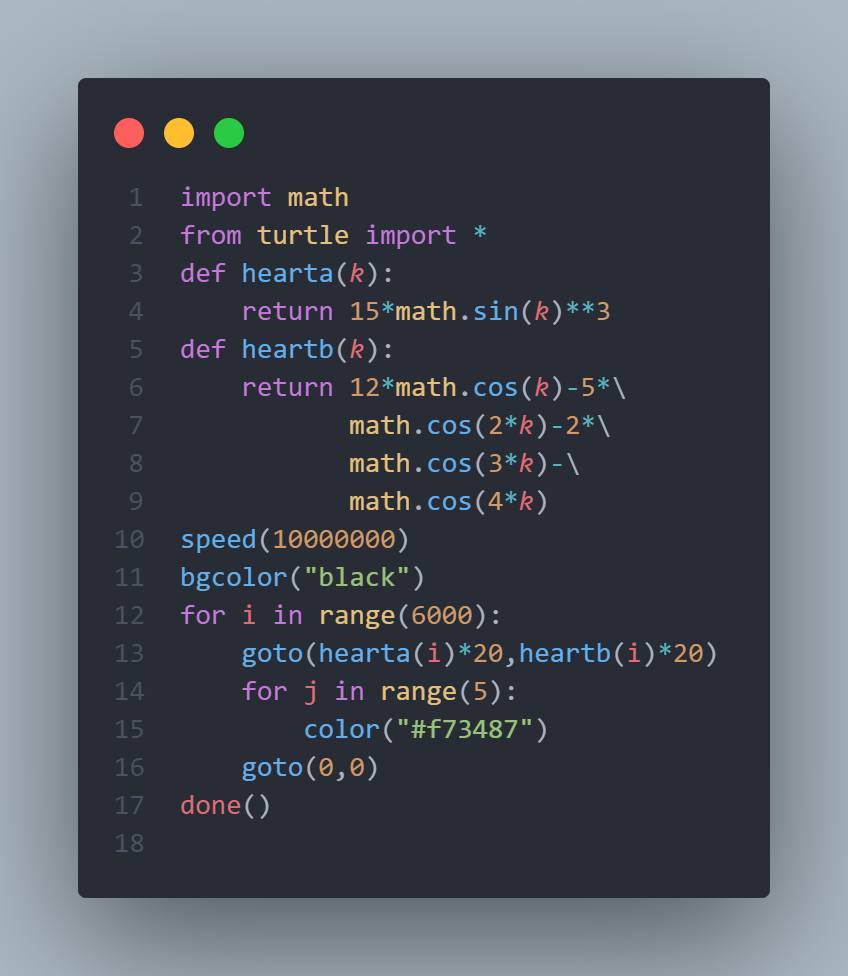 1 import math
2 from turtle import *
3 def hearta(k):
4     return 15*math.sin(k)**3
5 def heartb(k):
6     return 12*math.cos(k)-5*\
7            math.cos(2*k)-2*\
8            math.cos(3*k)-\
9            math.cos(4*k)
10 speed(10000000)
11 bgcolor("black")
12 for i in range(6000):
13     goto(hearta(i)*20,heartb(i)*20)
14     for j in range(5):
15         color("#f73487")
16     goto(0,0)
17 done()
18